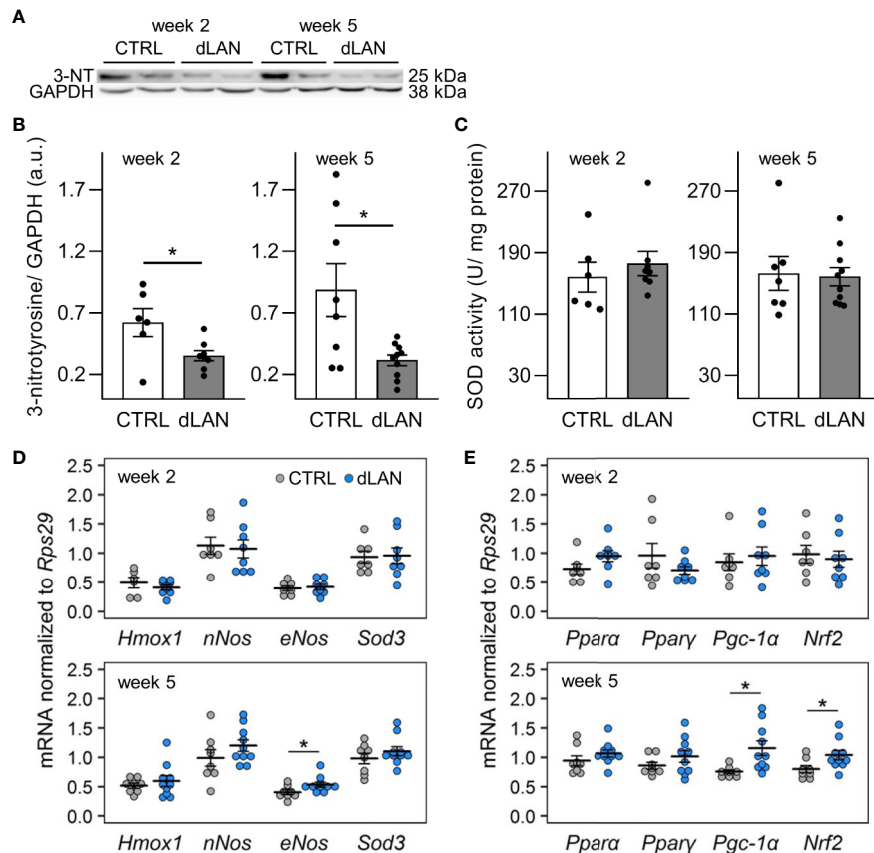 A
week 2 week 5
CTRL dLAN CTRL dLAN
3-NT 25 kDa
GAPDH 38 kDa
B
3-nitrotyrosine/ GAPDH (a.u.)
week 2
1.7
1.2
0.7
0.2
*
CTRL dLAN
week 5
1.7
1.2
0.7
0.2
*
CTRL dLAN
C
SOD activity (U/ mg protein)
week 2
270
190
110
30
CTRL dLAN
week 5
270
190
110
30
CTRL dLAN
D
mRNA normalized to Rps29
week 2
CTRL dLAN
2.5
2.0
1.5
1.0
0.5
0.0
Hmox1 nNos eNos Sod3
week 5
2.5
2.0
1.5
1.0
0.5
0.0
*
Hmox1 nNos eNos Sod3
E
mRNA normalized to Rps29
week 2
2.5
2.0
1.5
1.0
0.5
0.0
Pparα Pparγ Pgc-1α Nrf2
week 5
2.5
2.0
1.5
1.0
0.5
0.0
* *
Pparα Pparγ Pgc-1α Nrf2